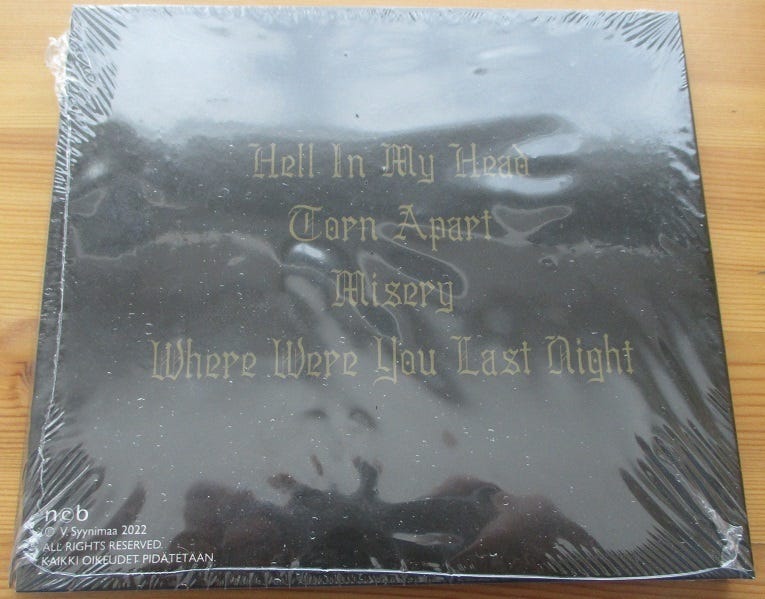 Hell In My Head
Torn Apart
Misery
Where Were You Last Night
n©b
© V. Syynimaa 2022
ALL RIGHTS RESERVED.
KAIKKI OIKEUDET PIDÄTETÄÄN.